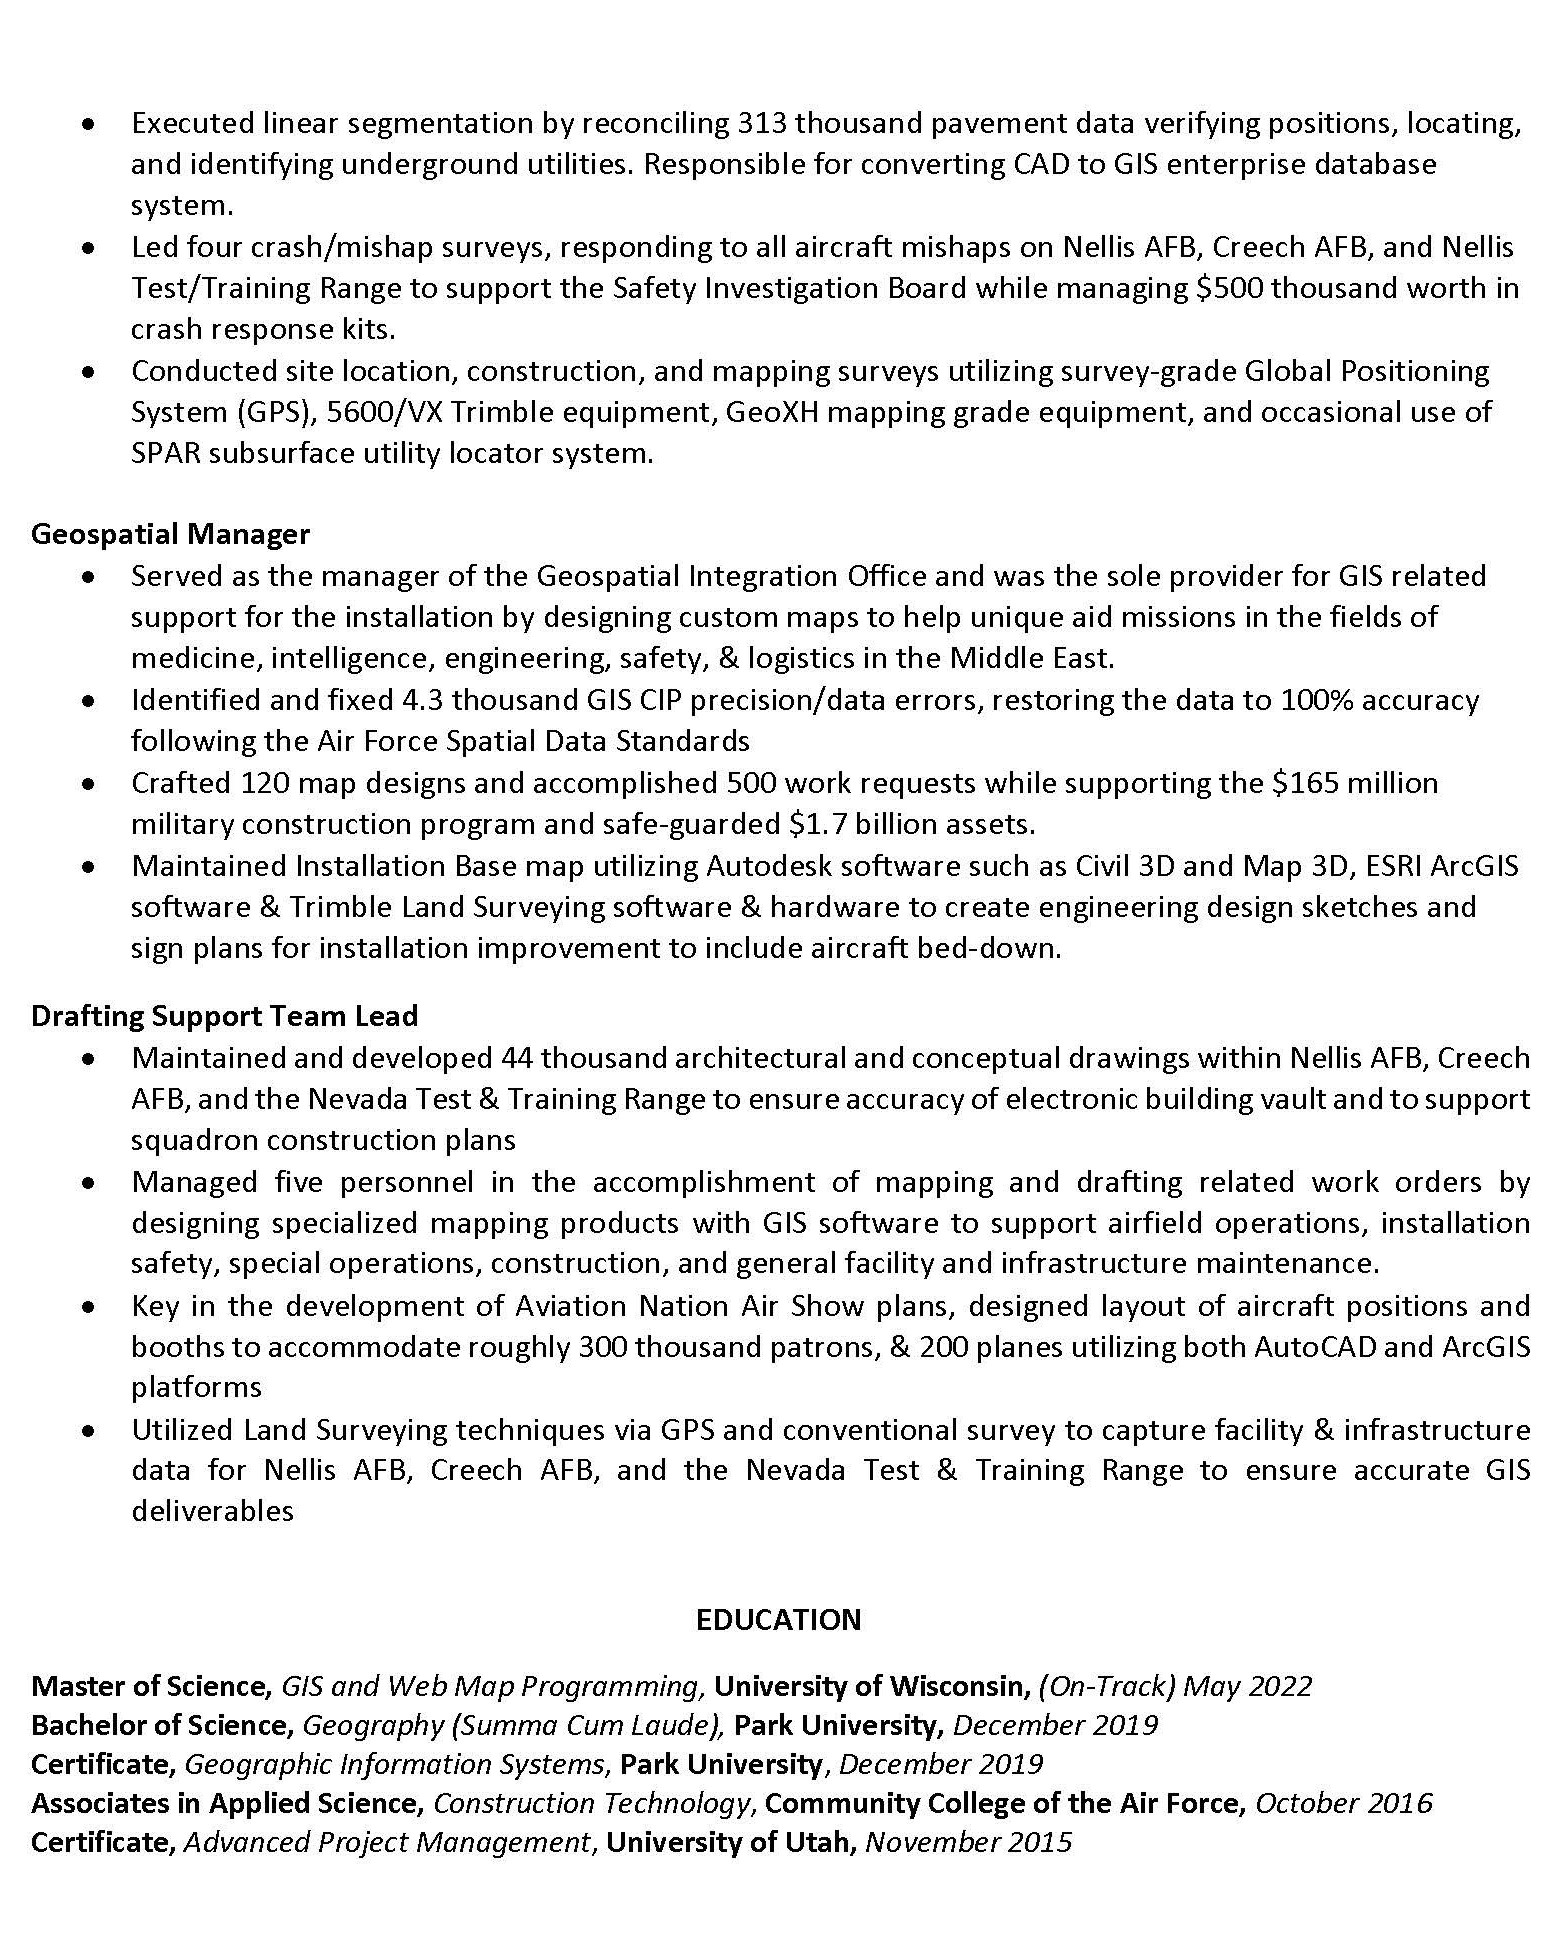 • Executed linear segmentation by reconciling 313 thousand pavement data verifying positions, locating,
and identifying underground utilities. Responsible for converting CAD to GIS enterprise database
system.
• Led four crash/mishap surveys, responding to all aircraft mishaps on Nellis AFB, Creech AFB, and Nellis
Test/Training Range to support the Safety Investigation Board while managing $500 thousand worth in
crash response kits.
• Conducted site location, construction, and mapping surveys utilizing survey-grade Global Positioning
System (GPS), 5600/VX Trimble equipment, GeoXH mapping grade equipment, and occasional use of
SPAR subsurface utility locator system.
Geospatial Manager
• Served as the manager of the Geospatial Integration Office and was the sole provider for GIS related
support for the installation by designing custom maps to help unique aid missions in the fields of
medicine, intelligence, engineering, safety, & logistics in the Middle East.
• Identified and fixed 4.3 thousand GIS CIP precision/data errors, restoring the data to 100% accuracy
following the Air Force Spatial Data Standards
• Crafted 120 map designs and accomplished 500 work requests while supporting the $165 million
military construction program and safe-guarded $1.7 billion assets.
• Maintained Installation Base map utilizing Autodesk software such as Civil 3D and Map 3D, ESRI ArcGIS
software & Trimble Land Surveying software & hardware to create engineering design sketches and
sign plans for installation improvement to include aircraft bed-down.
Drafting Support Team Lead
• Maintained and developed 44 thousand architectural and conceptual drawings within Nellis AFB, Creech
AFB, and the Nevada Test & Training Range to ensure accuracy of electronic building vault and to support
squadron construction plans
• Managed five personnel in the accomplishment of mapping and drafting related work orders by
designing specialized mapping products with GIS software to support airfield operations, installation
safety, special operations, construction, and general facility and infrastructure maintenance.
• Key in the development of Aviation Nation Air Show plans, designed layout of aircraft positions and
booths to accommodate roughly 300 thousand patrons, & 200 planes utilizing both AutoCAD and ArcGIS
platforms
• Utilized Land Surveying techniques via GPS and conventional survey to capture facility & infrastructure
data for Nellis AFB, Creech AFB, and the Nevada Test & Training Range to ensure accurate GIS
deliverables
EDUCATION
Master of Science, GIS and Web Map Programming, University of Wisconsin, (On-Track) May 2022
Bachelor of Science, Geography (Summa Cum Laude), Park University, December 2019
Certificate, Geographic Information Systems, Park University, December 2019
Associates in Applied Science, Construction Technology, Community College of the Air Force, October 2016
Certificate, Advanced Project Management, University of Utah, November 2015